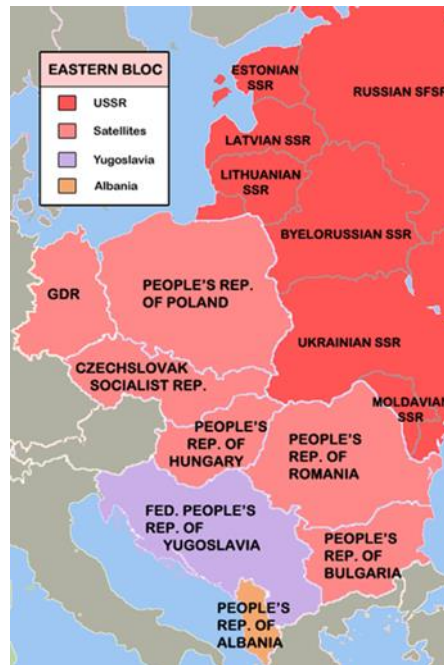 EASTERN BLOC
USSR
Satellites
Yugoslavia
Albania
ESTONIAN
SSR
RUSSIAN SFSR
LATVIAN SSR
LITHUANIAN
SSR
BYELORUSSIAN SSR
GDR
PEOPLE'S REP.
OF POLAND
UKRAINIAN SSR
CZECHSLOVAK
SOCIALIST REP.
MOLDAVIAN
SSR
PEOPLE'S
REP. OF
HUNGARY
PEOPLE'S
REP. OF
ROMANIA
FED. PEOPLE'S
REP. OF
YUGOSLAVIA
PEOPLE'S
REP. OF
BULGARIA
PEOPLE'S
REP. OF
ALBANIA